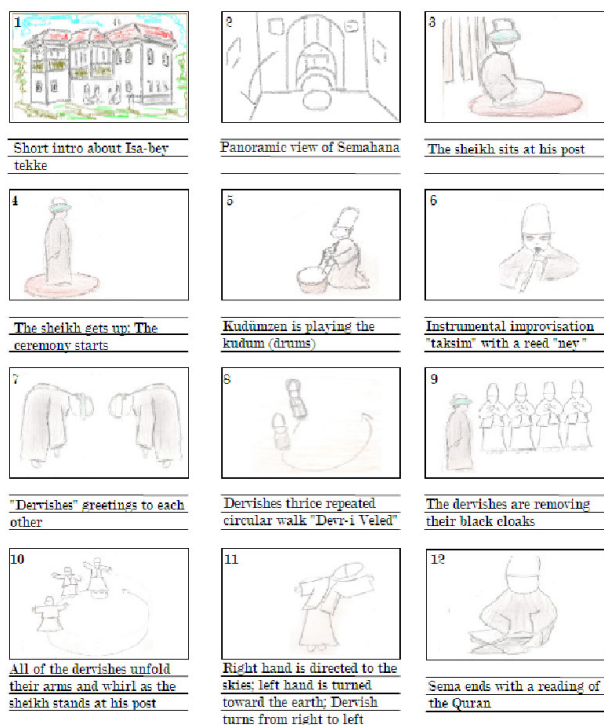 1
Short intro about Isa-bey
tekke
2
Panoramic view of Semahana
3
The sheikh sits at his post
4
The sheikh gets up; The
ceremony starts
5
Kudümzen is playing the
kudum (drums)
6
Instrumental improvisation
"taksim" with a reed "ney"
7
"Dervishes" greetings to each
other
8
Dervishes thrice repeated
circular walk "Devr-i Veled"
9
The dervishes are removing
their black cloaks
10
All of the dervishes unfold
their arms and whirl as the
sheikh stands at his post
11
Right hand is directed to the
skies; left hand is turned
toward the earth; Dervish
turns from right to left
12
Sema ends with a reading of
the Quran